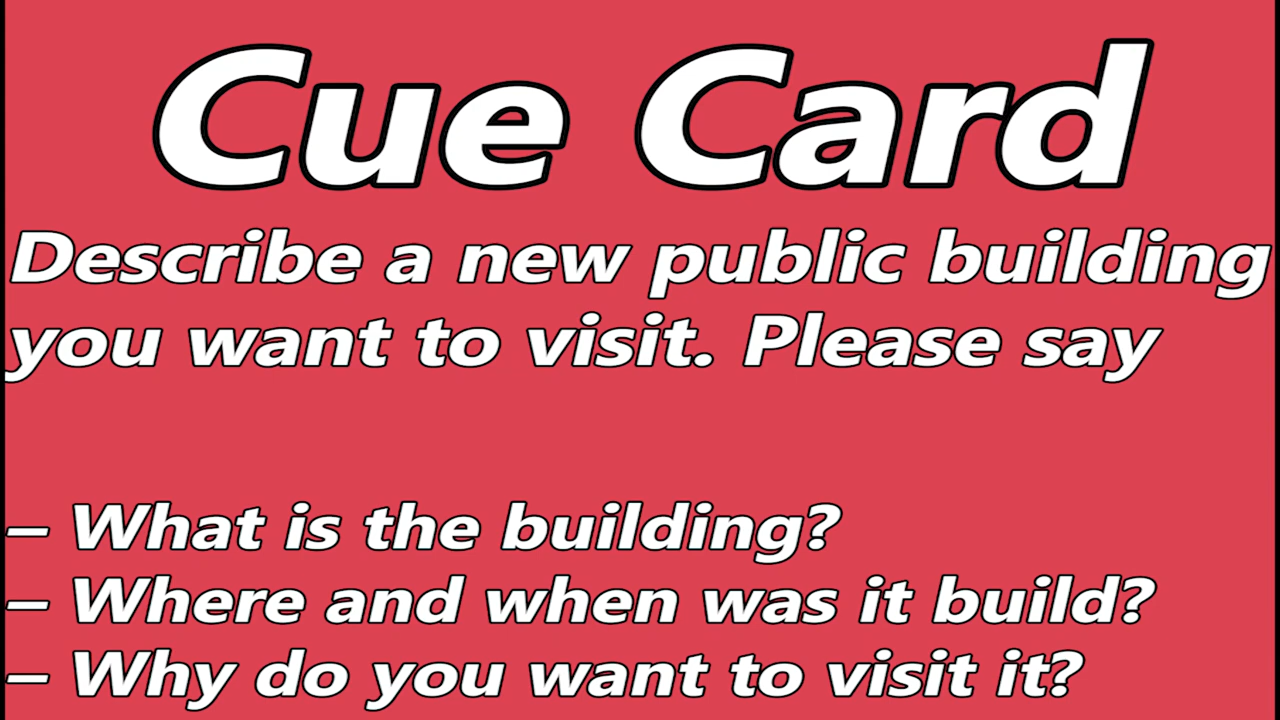 Cue Card
Describe a new public building
you want to visit. Please say
– What is the building?
– Where and when was it build?
– Why do you want to visit it?